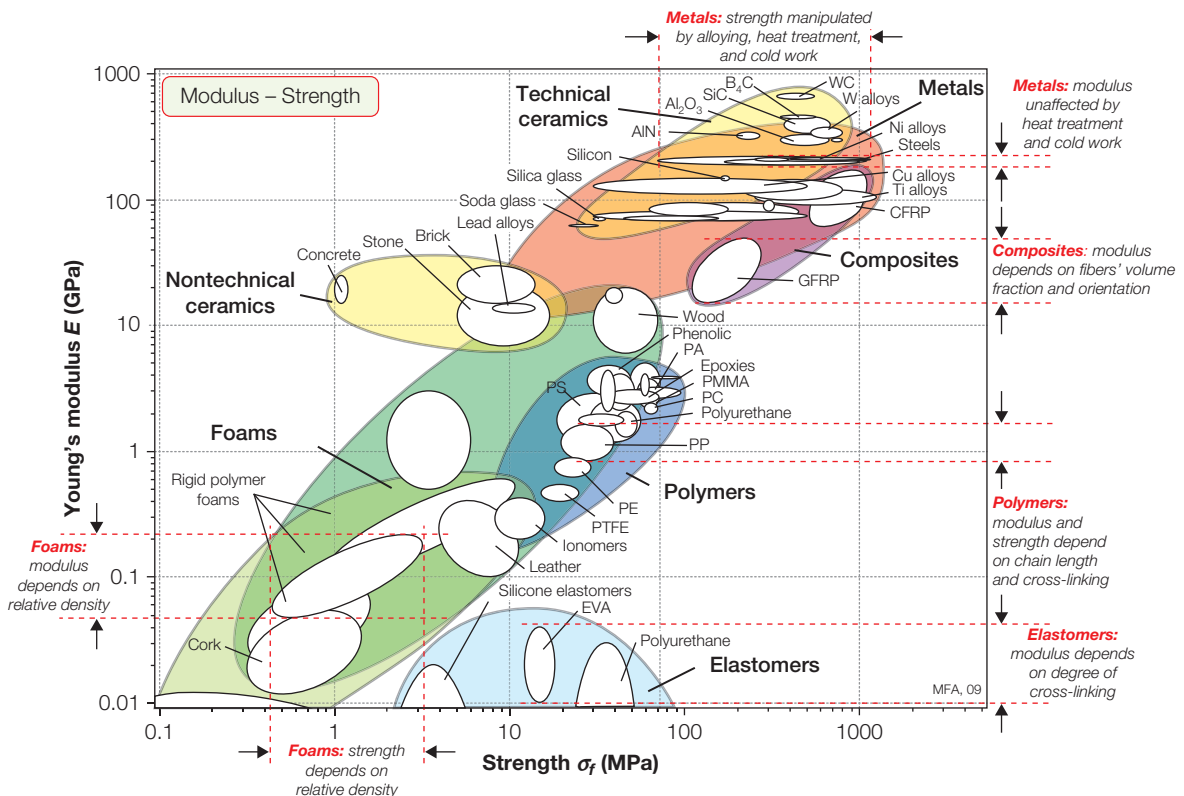 Metals: strength manipulated
by alloying, heat treatment,
and cold work
Modulus – Strength
1000
100
10
1
0.1
0.01
Young's modulus E (GPa)
Technical
ceramics
B₄C
SiC
Al₂O₃
AlN
WC
W alloys
Metals
Ni alloys
Steels
Cu alloys
Ti alloys
CFRP
Silicon
Silica glass
Soda glass
Lead alloys
Brick
Stone
Concrete
Nontechnical
ceramics
Composites
GFRP
Wood
Phenolic
PA
Epoxies
PMMA
PC
Polyurethane
PS
PP
Foams
Rigid polymer
foams
Polymers
PE
PTFE
Ionomers
Leather
Silicone elastomers
EVA
Polyurethane
Cork
Elastomers
MFA, 09
Metals: modulus
unaffected by
heat treatment
and cold work
Composites: modulus
depends on fibers' volume
fraction and orientation
Polymers:
modulus and
strength depend
on chain length
and cross-linking
Elastomers:
modulus depends
on degree of
cross-linking
Foams:
modulus
depends on
relative density
0.1
1
10
100
1000
Strength σf (MPa)
Foams: strength
depends on
relative density